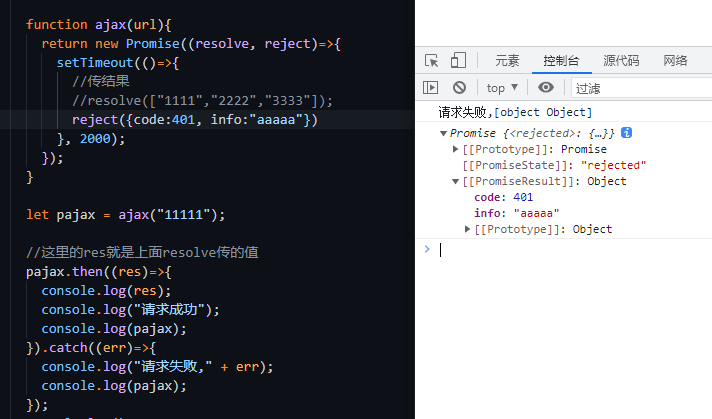 function ajax(url){
return new Promise((resolve, reject)=>{
setTimeout(()=>{
//传结果
//resolve(["1111","2222","3333"]);
reject({code:401, info:"aaaaa"})
}, 2000);
});
}
let pajax = ajax("11111");
//这里的res就是上面resolve传的值
pajax.then((res)=>{
console.log(res);
console.log("请求成功");
console.log(pajax);
}).catch((err)=>{
console.log("请求失败," + err);
console.log(pajax);
});
元素 控制台 源代码 网络
top 过滤
请求失败,[object Object]
Promise {<rejected>: {…}}
[[Prototype]]: Promise
[[PromiseState]]: "rejected"
[[PromiseResult]]: Object
code: 401
info: "aaaaa"
[[Prototype]]: Object